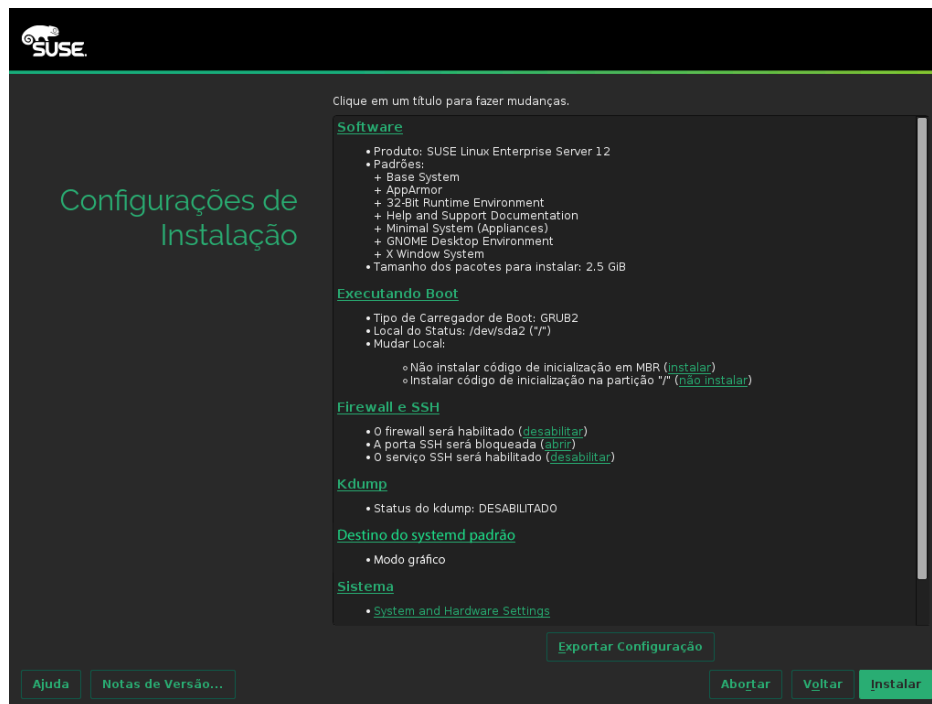 SUSE.
Clique em um título para fazer mudanças.
Configurações de
Instalação
Software
• Produto: SUSE Linux Enterprise Server 12
• Padrões:
+ Base System
+ AppArmor
+ 32-Bit Runtime Environment
+ Help and Support Documentation
+ Minimal System (Appliances)
+ GNOME Desktop Environment
+ X Window System
• Tamanho dos pacotes para instalar: 2.5 GiB
Executando Boot
• Tipo de Carregador de Boot: GRUB2
• Local do Status: /dev/sda2 ("/")
• Mudar Local:
∘ Não instalar código de inicialização em MBR (instalar)
∘ Instalar código de inicialização na partição "/" (não instalar)
Firewall e SSH
• O firewall será habilitado (desabilitar)
• A porta SSH será bloqueada (abrir)
• O serviço SSH será habilitado (desabilitar)
Kdump
• Status do kdump: DESABILITADO
Destino do systemd padrão
• Modo gráfico
Sistema
• System and Hardware Settings
Exportar Configuração
Ajuda Notas de Versão... Abortar Voltar Instalar